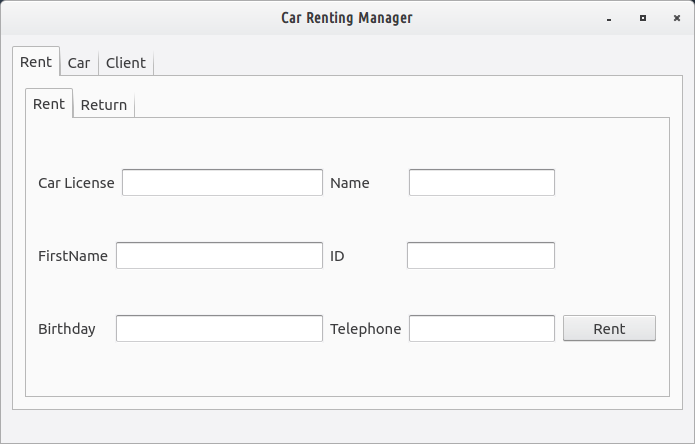 Car Renting Manager
Rent Car Client
Rent Return
Car License Name
FirstName ID
Birthday Telephone Rent